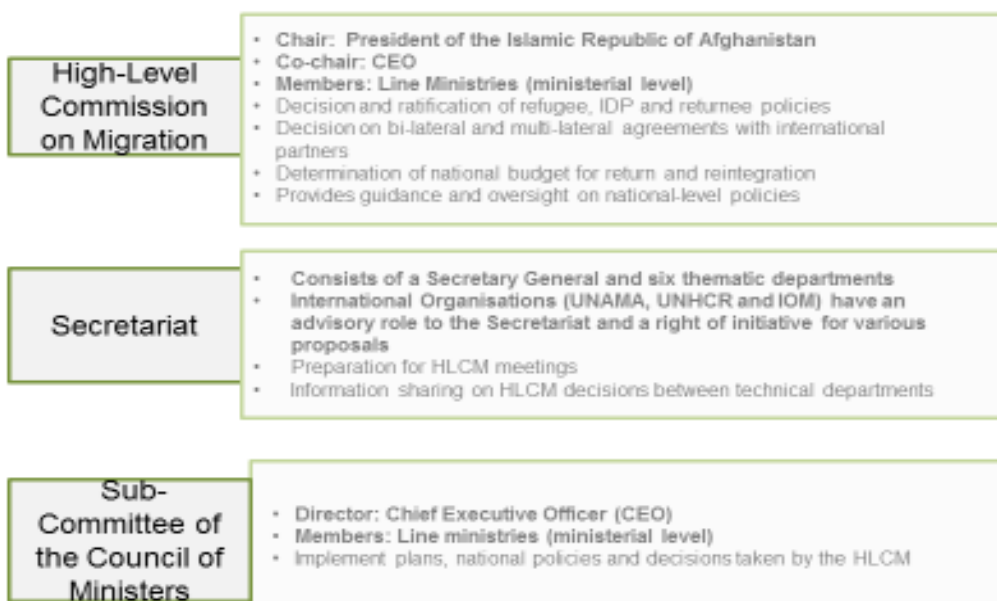 High-Level
Commission
on Migration
• Chair: President of the Islamic Republic of Afghanistan
• Co-chair: CEO
• Members: Line Ministries (ministerial level)
• Decision and ratification of refugee, IDP and returnee policies
• Decision on bi-lateral and multi-lateral agreements with international
partners
• Determination of national budget for return and reintegration
• Provides guidance and oversight on national-level policies
Secretariat
• Consists of a Secretary General and six thematic departments
• International Organisations (UNAMA, UNHCR and IOM) have an
advisory role to the Secretariat and a right of initiative for various
proposals
• Preparation for HLCM meetings
• Information sharing on HLCM decisions between technical departments
Sub-
Committee of
the Council of
Ministers
• Director: Chief Executive Officer (CEO)
• Members: Line ministries (ministerial level)
• Implement plans, national policies and decisions taken by the HLCM